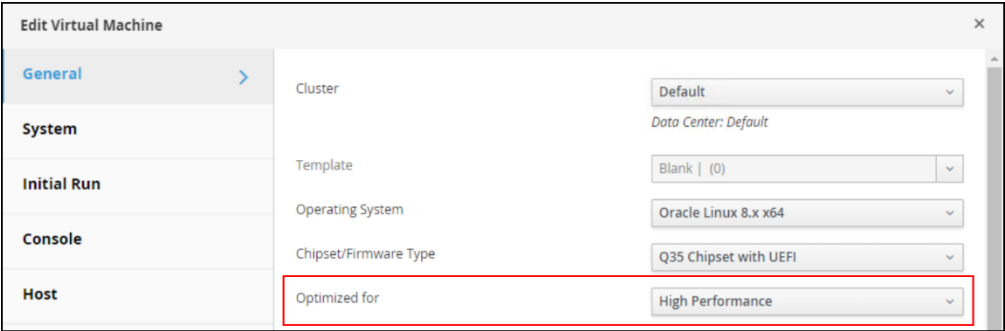 Edit Virtual Machine ×
General
System
Initial Run
Console
Host
Cluster Default
Data Center: Default
Template Blank | (0)
Operating System Oracle Linux 8.x x64
Chipset/Firmware Type Q35 Chipset with UEFI
Optimized for High Performance